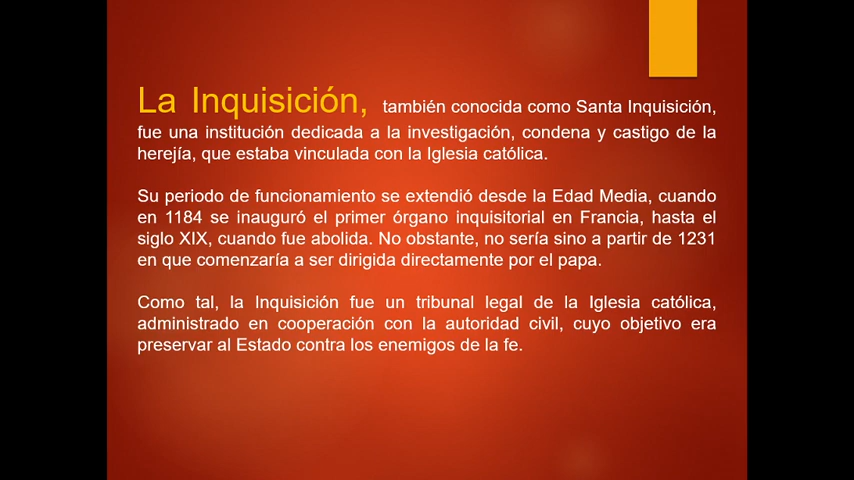 La Inquisición, también conocida como Santa Inquisición,
fue una institución dedicada a la investigación, condena y castigo de la
herejía, que estaba vinculada con la Iglesia católica.
Su periodo de funcionamiento se extendió desde la Edad Media, cuando
en 1184 se inauguró el primer órgano inquisitorial en Francia, hasta el
siglo XIX, cuando fue abolida. No obstante, no sería sino a partir de 1231
en que comenzaría a ser dirigida directamente por el papa.
Como tal, la Inquisición fue un tribunal legal de la Iglesia católica,
administrado en cooperación con la autoridad civil, cuyo objetivo era
preservar al Estado contra los enemigos de la fe.